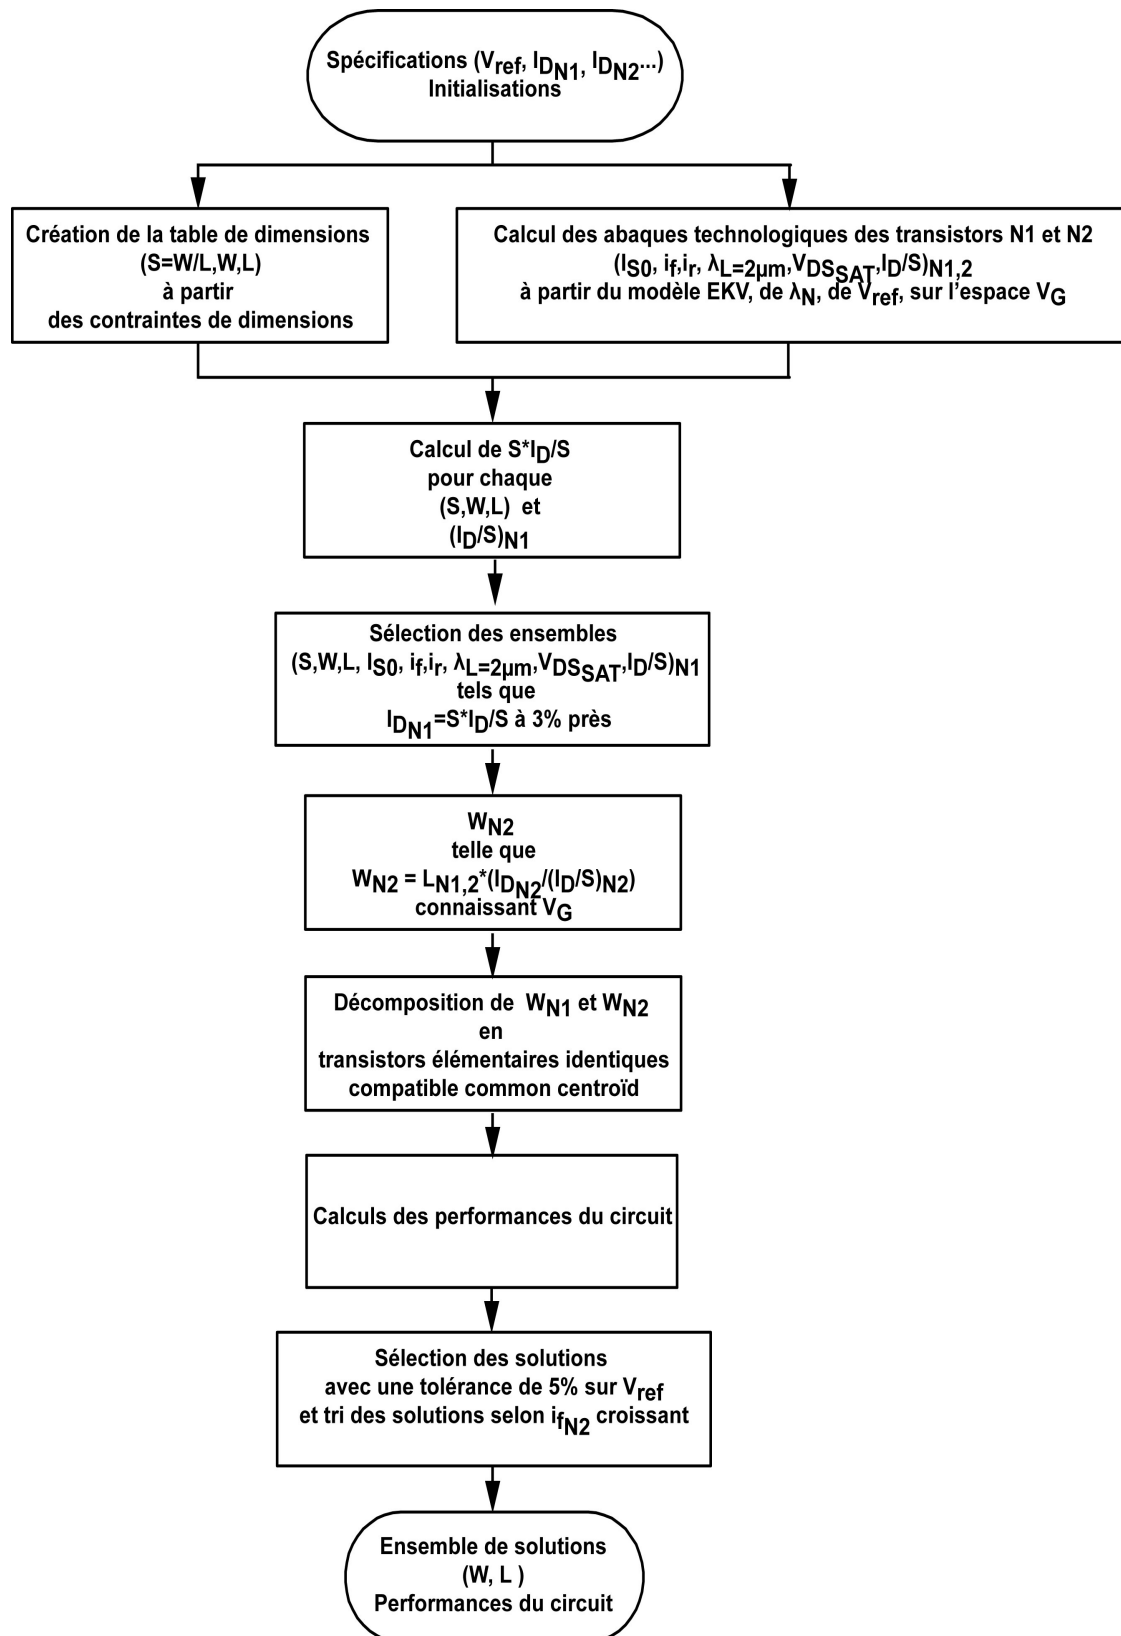 Spécifications (Vref, IDN1, IDN2...)
Initialisations
Création de la table de dimensions
(S=W/L,W,L)
à partir
des contraintes de dimensions
Calcul des abaques technologiques des transistors N1 et N2
(IS0, if,ir, λL=2µm,VDSSAT,ID/S)N1,2
à partir du modèle EKV, de λN, de Vref, sur l'espace VG
Calcul de S*ID/S
pour chaque
(S,W,L) et
(ID/S)N1
Sélection des ensembles
(S,W,L, IS0, if,ir, λL=2µm,VDSSAT,ID/S)N1
tels que
IDN1=S*ID/S à 3% près
WN2
telle que
WN2 = LN1,2*(IDN2/(ID/S)N2)
connaissant VG
Décomposition de WN1 et WN2
en
transistors élémentaires identiques
compatible common centroïd
Calculs des performances du circuit
Sélection des solutions
avec une tolérance de 5% sur Vref
et tri des solutions selon ifN2 croissant
Ensemble de solutions
(W, L )
Performances du circuit